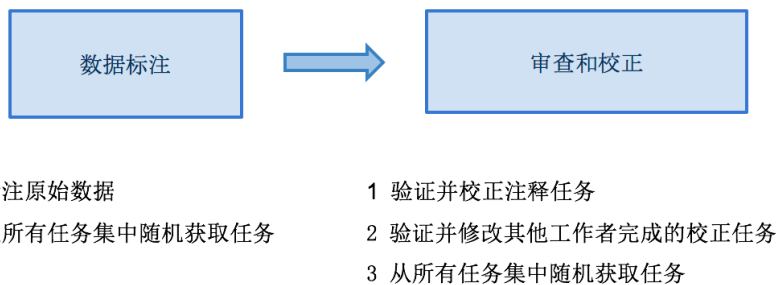 数据标注
审查和校正
注原始数据
所有任务集中随机获取任务
1 验证并校正注释任务
2 验证并修改其他工作者完成的校正任务
3 从所有任务集中随机获取任务